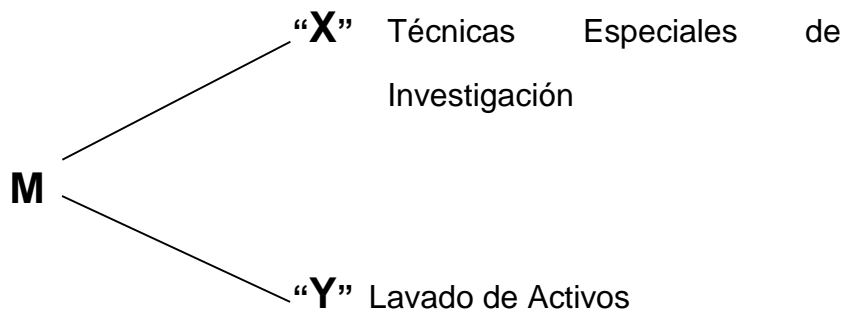 “X” Técnicas Especiales de
Investigación
M
“Y” Lavado de Activos